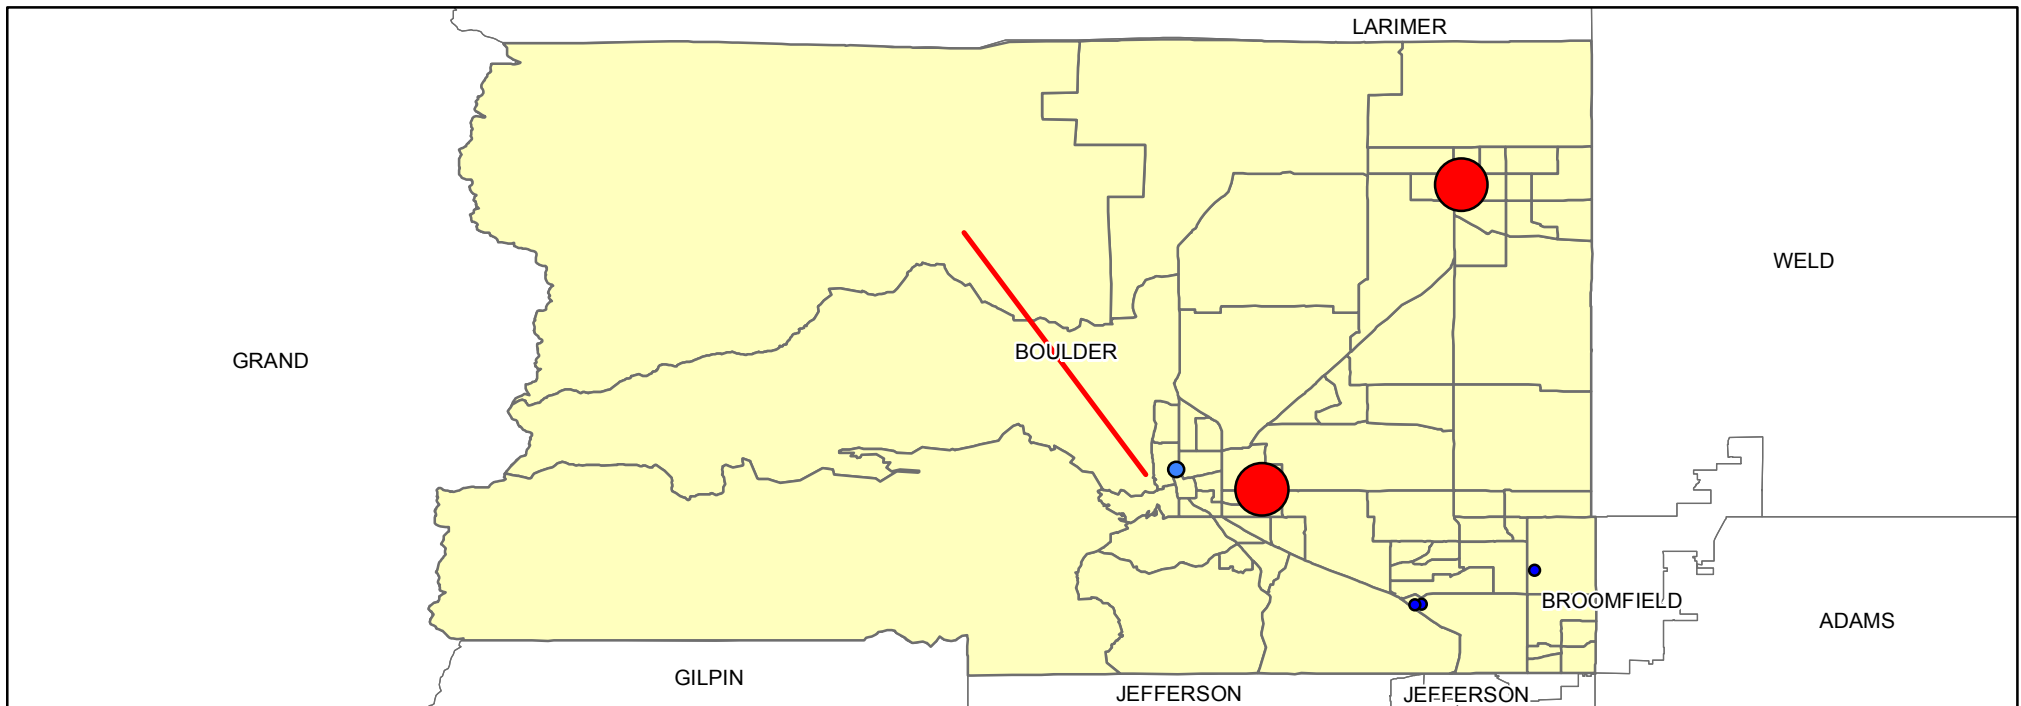 LARIMER
WELD
BOULDER
GRAND
BROOMFIELD
ADAMS
GILPIN
JEFFERSON
JEFFERSON